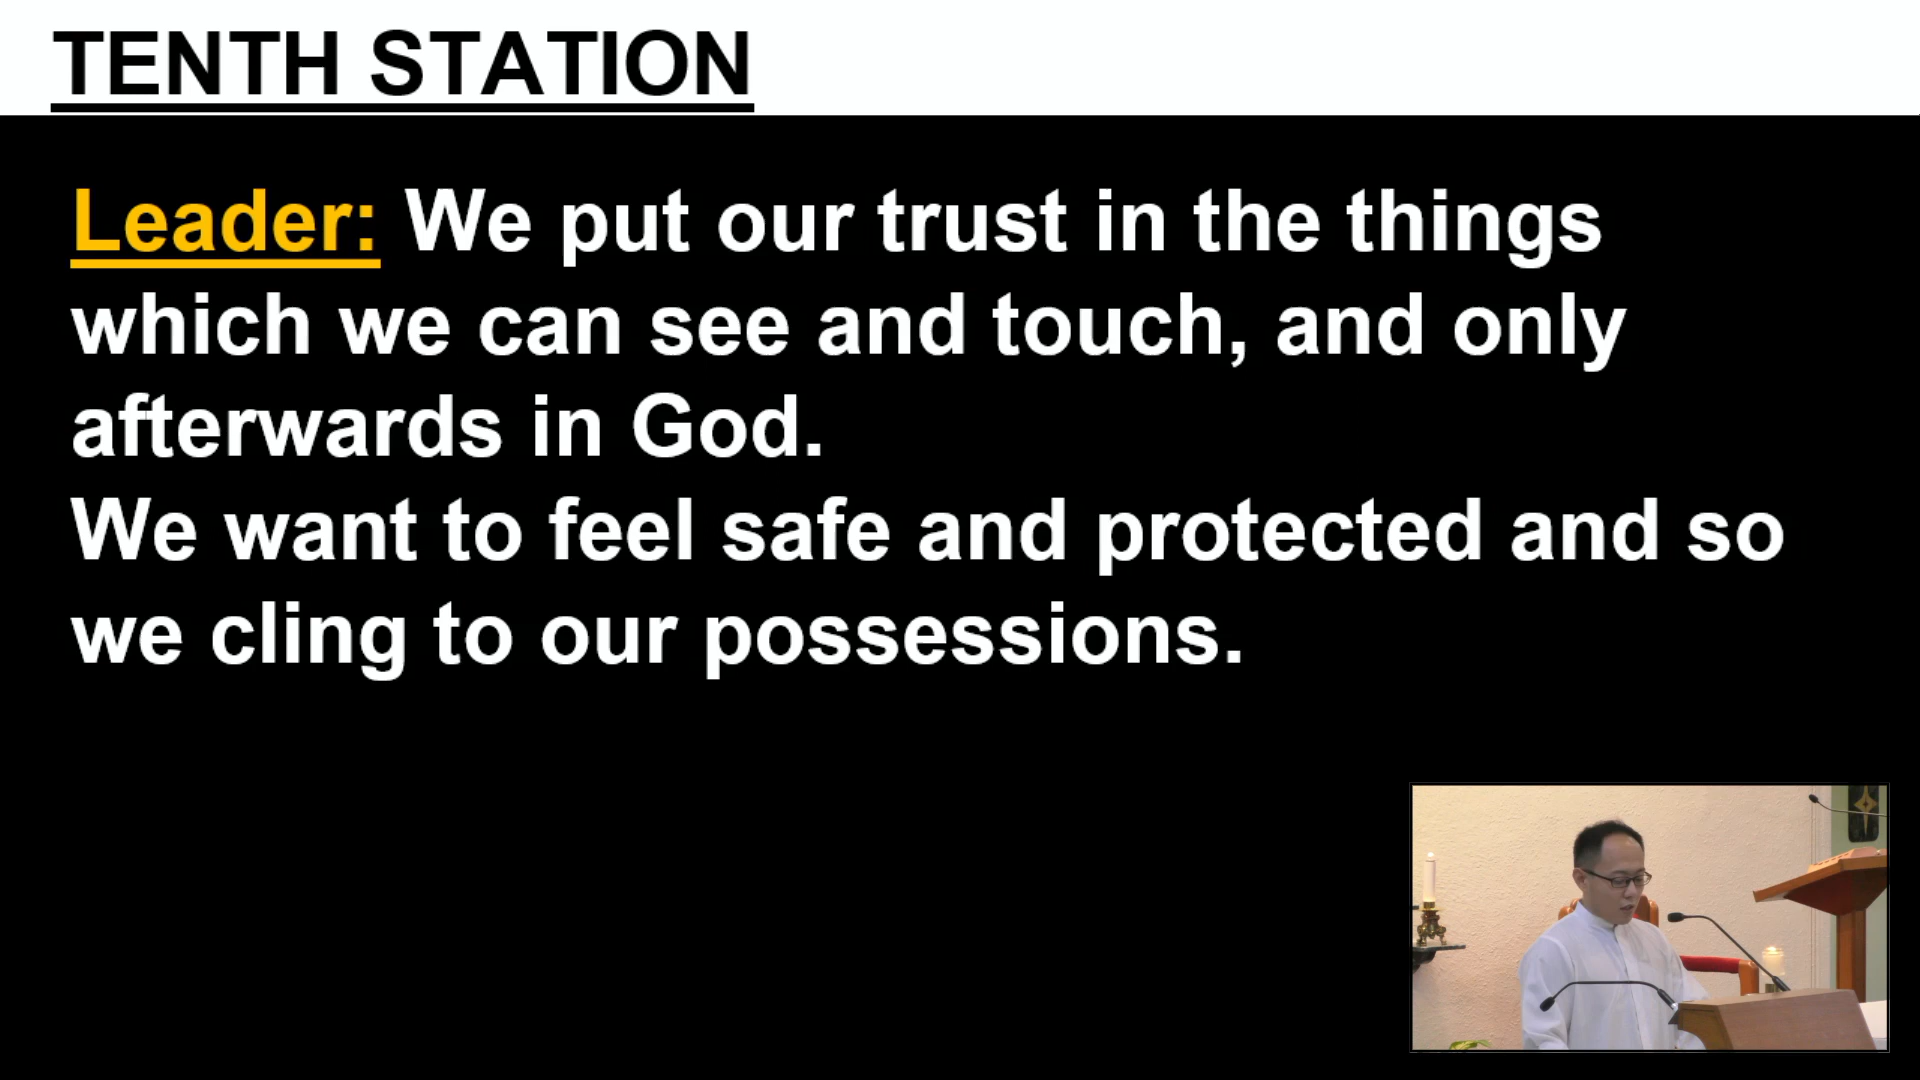 TENTH STATION
Leader: We put our trust in the things
which we can see and touch, and only
afterwards in God.
We want to feel safe and protected and so
we cling to our possessions.